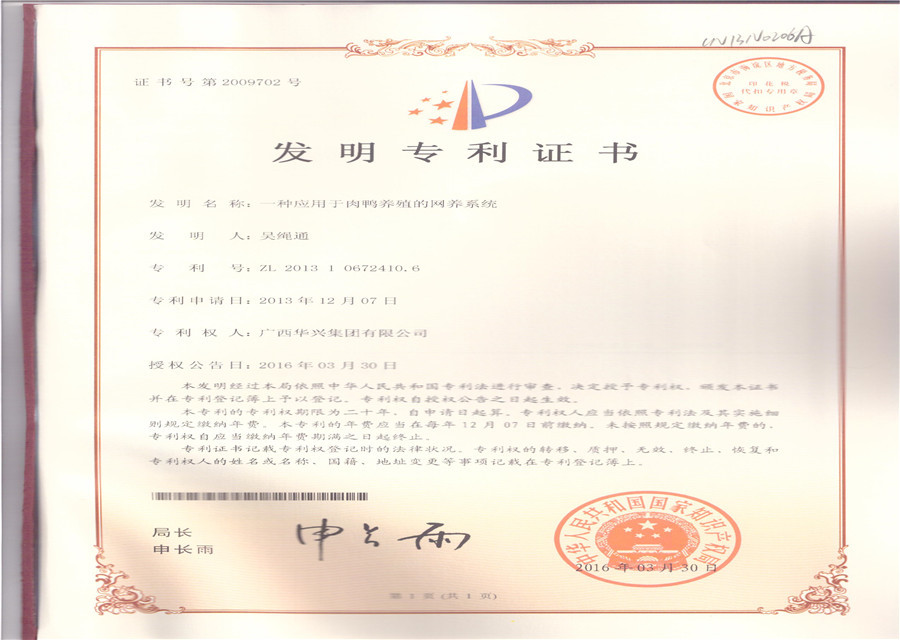 证书号第2009702号
发明专利证书
发明名称：一种应用于肉鸭养殖的网养系统
发明人：吴绳通
专利号：ZL 2013 1 0672410.6
专利申请日：2013年12月07日
专利权人：广西华兴集团有限公司
授权公告日：2016年03月30日
本发明经过本局依照中华人民共和国专利法进行审查，决定授予专利权，颁发本证书
并在专利登记簿上予以登记。专利权自授权公告之日起生效。
本专利的专利权期限为二十年，自申请日起算。专利权人应当依照专利法及其实施细
则规定缴纳年费。本专利的年费应当在每年12月07日前缴纳。未按照规定缴纳年费的，
专利权自应当缴纳年费期满之日起终止。
专利证书记载专利权登记时的法律状况。专利权的转移、质押、无效、终止、恢复和
专利权人的姓名或名称、国籍、地址变更等事项记载在专利登记簿上。
局长
申长雨
申长雨
中华人民共和国国家知识产权局
2016年03月30日
第1页(共1页)